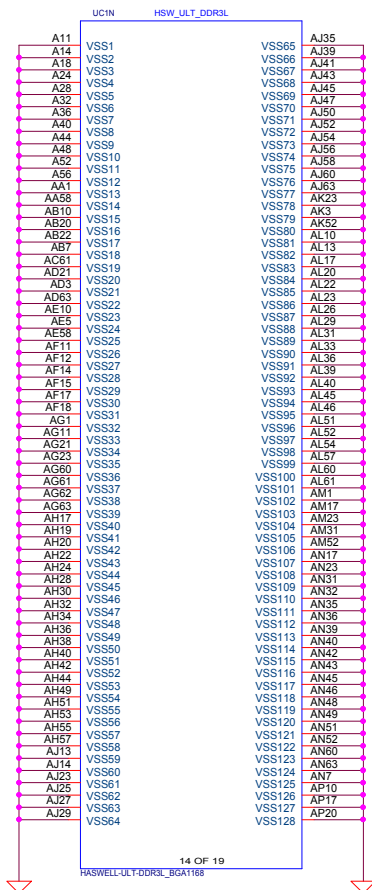 UC1N HSW_ULT_DDR3L
A11 VSS1 VSS65 AJ35
A14 VSS2 VSS66 AJ39
A18 VSS3 VSS67 AJ41
A24 VSS4 VSS68 AJ43
A28 VSS5 VSS69 AJ45
A32 VSS6 VSS70 AJ47
A36 VSS7 VSS71 AJ50
A40 VSS8 VSS72 AJ52
A44 VSS9 VSS73 AJ54
A48 VSS10 VSS74 AJ56
A52 VSS11 VSS75 AJ58
A56 VSS12 VSS76 AJ60
AA1 VSS13 VSS77 AJ63
AA58 VSS14 VSS78 AK23
AB10 VSS15 VSS79 AK3
AB20 VSS16 VSS80 AK52
AB22 VSS17 VSS81 AL10
AB7 VSS18 VSS82 AL13
AC61 VSS19 VSS83 AL17
AD21 VSS20 VSS84 AL20
AD3 VSS21 VSS85 AL22
AD63 VSS22 VSS86 AL23
AE10 VSS23 VSS87 AL26
AE5 VSS24 VSS88 AL29
AE58 VSS25 VSS89 AL31
AF11 VSS26 VSS90 AL33
AF12 VSS27 VSS91 AL36
AF14 VSS28 VSS92 AL39
AF15 VSS29 VSS93 AL40
AF17 VSS30 VSS94 AL45
AF18 VSS31 VSS95 AL46
AG1 VSS32 VSS96 AL51
AG11 VSS33 VSS97 AL52
AG21 VSS34 VSS98 AL54
AG23 VSS35 VSS99 AL57
AG60 VSS36 VSS100 AL60
AG61 VSS37 VSS101 AL61
AG62 VSS38 VSS102 AM1
AG63 VSS39 VSS103 AM17
AH17 VSS40 VSS104 AM23
AH19 VSS41 VSS105 AM31
AH20 VSS42 VSS106 AM52
AH22 VSS43 VSS107 AN17
AH24 VSS44 VSS108 AN23
AH28 VSS45 VSS109 AN31
AH30 VSS46 VSS110 AN32
AH32 VSS47 VSS111 AN35
AH34 VSS48 VSS112 AN36
AH36 VSS49 VSS113 AN39
AH38 VSS50 VSS114 AN40
AH40 VSS51 VSS115 AN42
AH42 VSS52 VSS116 AN43
AH44 VSS53 VSS117 AN45
AH49 VSS54 VSS118 AN46
AH51 VSS55 VSS119 AN48
AH53 VSS56 VSS120 AN49
AH55 VSS57 VSS121 AN51
AH57 VSS58 VSS122 AN52
AJ13 VSS59 VSS123 AN60
AJ14 VSS60 VSS124 AN63
AJ23 VSS61 VSS125 AN7
AJ25 VSS62 VSS126 AP10
AJ27 VSS63 VSS127 AP17
AJ29 VSS64 VSS128 AP20
14 OF 19
HASWELL-ULT-DDR3L_BGA1168